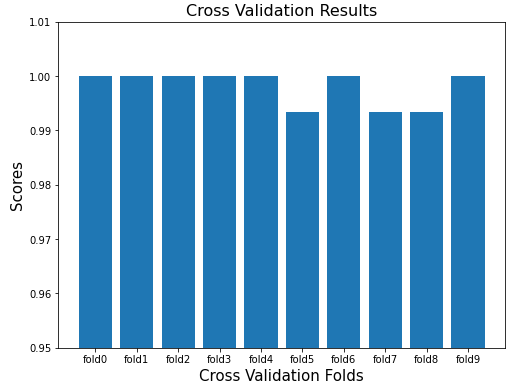 Cross Validation Results
Scores
1.01
1.00
0.99
0.98
0.97
0.96
0.95
fold0 fold1 fold2 fold3 fold4 fold5 fold6 fold7 fold8 fold9
Cross Validation Folds